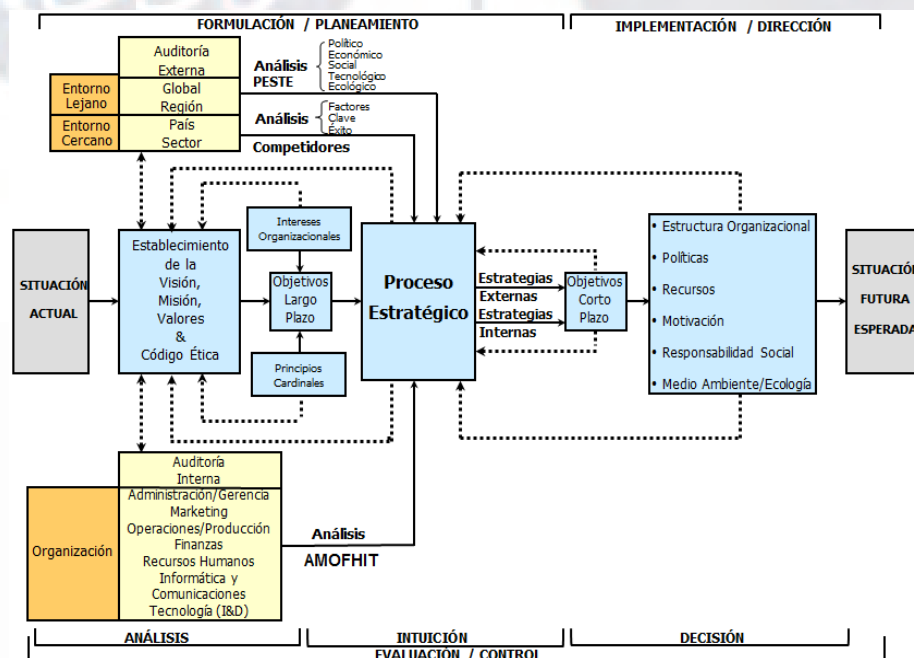 FORMULACIÓN / PLANEAMIENTO
IMPLEMENTACIÓN / DIRECCIÓN
Auditoría
Externa
Entorno
Lejano
Global
Región
Entorno
Cercano
País
Sector
Análisis
PESTE
Político
Económico
Social
Tecnológico
Ecológico
Análisis
Competidores
Factores
Clave
Éxito
SITUACIÓN
ACTUAL
Establecimiento
de la
Visión,
Misión,
Valores
&
Código Ética
Intereses
Organizacionales
Objetivos
Largo
Plazo
Principios
Cardinales
Proceso
Estratégico
Estrategias
Externas
Estrategias
Internas
Objetivos
Corto
Plazo
• Estructura Organizacional
• Políticas
• Recursos
• Motivación
• Responsabilidad Social
• Medio Ambiente/Ecología
SITUACIÓN
FUTURA
ESPERADA
Auditoría
Interna
Organización
Administración/Gerencia
Marketing
Operaciones/Producción
Finanzas
Recursos Humanos
Informática y
Comunicaciones
Tecnología (I&D)
Análisis
AMOFHIT
ANÁLISIS
INTUICIÓN
DECISIÓN
EVALUACIÓN / CONTROL